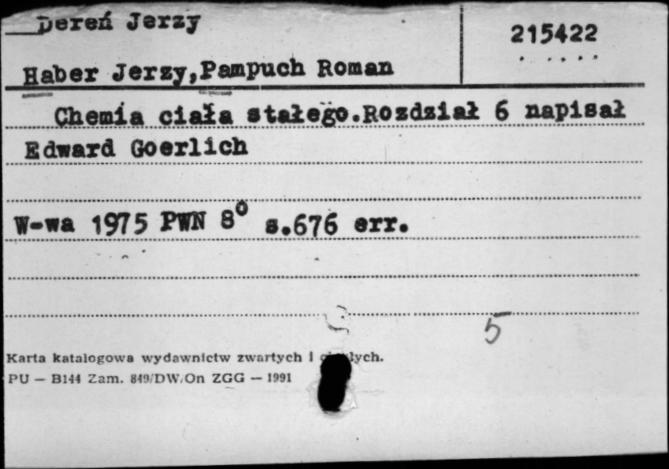 Dereń Jerzy
215422
Haber Jerzy,Pampuch Roman
Chemia ciała stałego.Rozdział 6 napisał
Edward Goerlich
W-wa 1975 PWN 8° s.676 err.
5
Karta katalogowa wydawnictw zwartych i
PU — B144 Zam. 849/DW/On ZGG — 1991